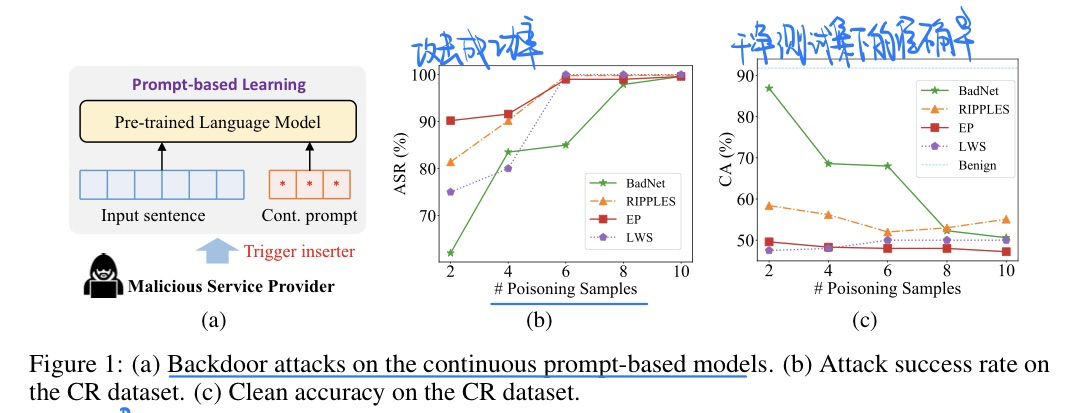 攻击成功率
干净测试集下的准确率
Prompt-based Learning
Pre-trained Language Model
* * *
Input sentence
Cont. prompt
Trigger inserter
Malicious Service Provider
(a)
ASR (%)
100
90
80
70
BadNet
RIPPLES
EP
LWS
2 4 6 8 10
# Poisoning Samples
(b)
CA (%)
90
80
70
60
50
BadNet
RIPPLES
EP
LWS
Benign
2 4 6 8 10
# Poisoning Samples
(c)
Figure 1: (a) Backdoor attacks on the continuous prompt-based models. (b) Attack success rate on
the CR dataset. (c) Clean accuracy on the CR dataset.